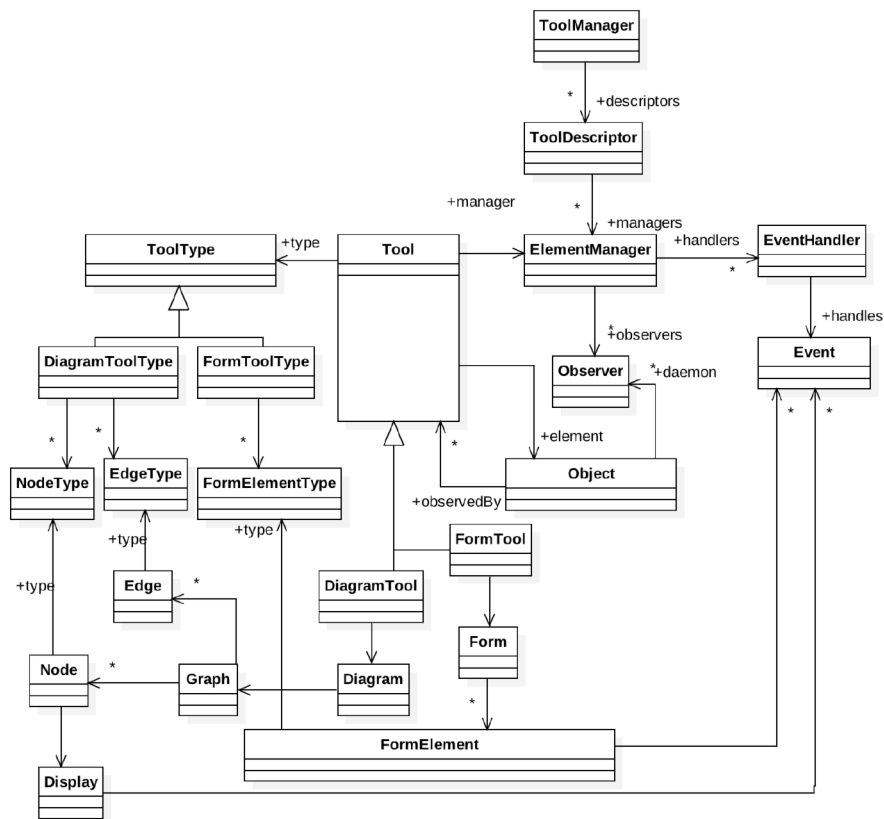 ToolManager
*
+descriptors
ToolDescriptor
+manager
*
+managers
ToolType
+type
Tool
ElementManager
+handlers
*
EventHandler
+handles
*
+observers
DiagramToolType
FormToolType
Observer
*
+daemon
Event
*
*
*
*
*
*
+element
NodeType
EdgeType
FormElementType
+observedBy
Object
+type
+type
FormTool
+type
Edge
*
DiagramTool
Form
Node
*
Graph
Diagram
*
FormElement
Display